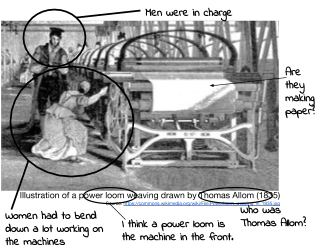 Men were in charge
Are
they
making
paper?
Illustration of a power loom weaving drawn by Thomas Allom (1835)
women had to bend
down a lot working on
the machines
I think a power loom is
the machine in the front.
Who was
Thomas Allom?